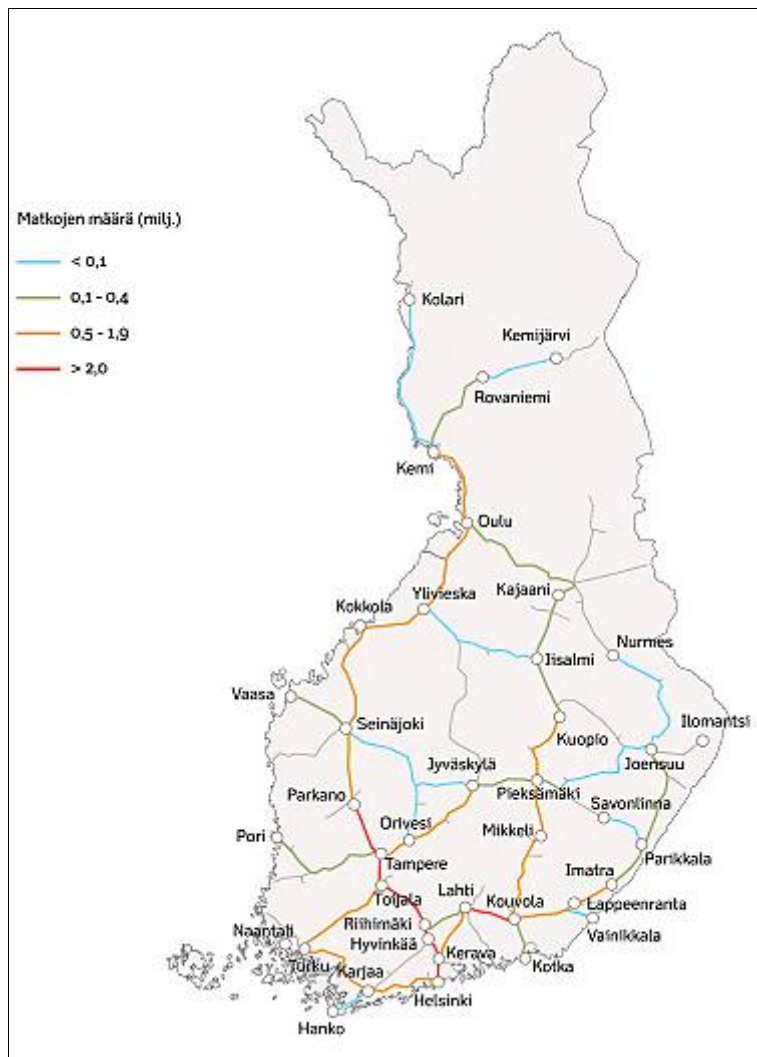 Matkojen määrä (milj.)
< 0,1
0,1 - 0,4
0,5 - 1,9
> 2,0
Kolari
Kemijärvi
Rovaniemi
Kemi
Oulu
Kajaani
Ylivieska
Kokkola
Nurmes
Iisalmi
Vaasa
Seinäjoki
Kuopio
Ilomantsi
Joensuu
Jyväskylä
Pieksämäki
Parkano
Savonlinna
Orivesi
Mikkeli
Pori
Parikkala
Tampere
Imatra
Toijala
Lahti
Kouvola
Lappeenranta
Riihimäki
Naantali
Hyvinkää
Vainikkala
Turku
Kerava
Kotka
Karjaa
Helsinki
Hanko